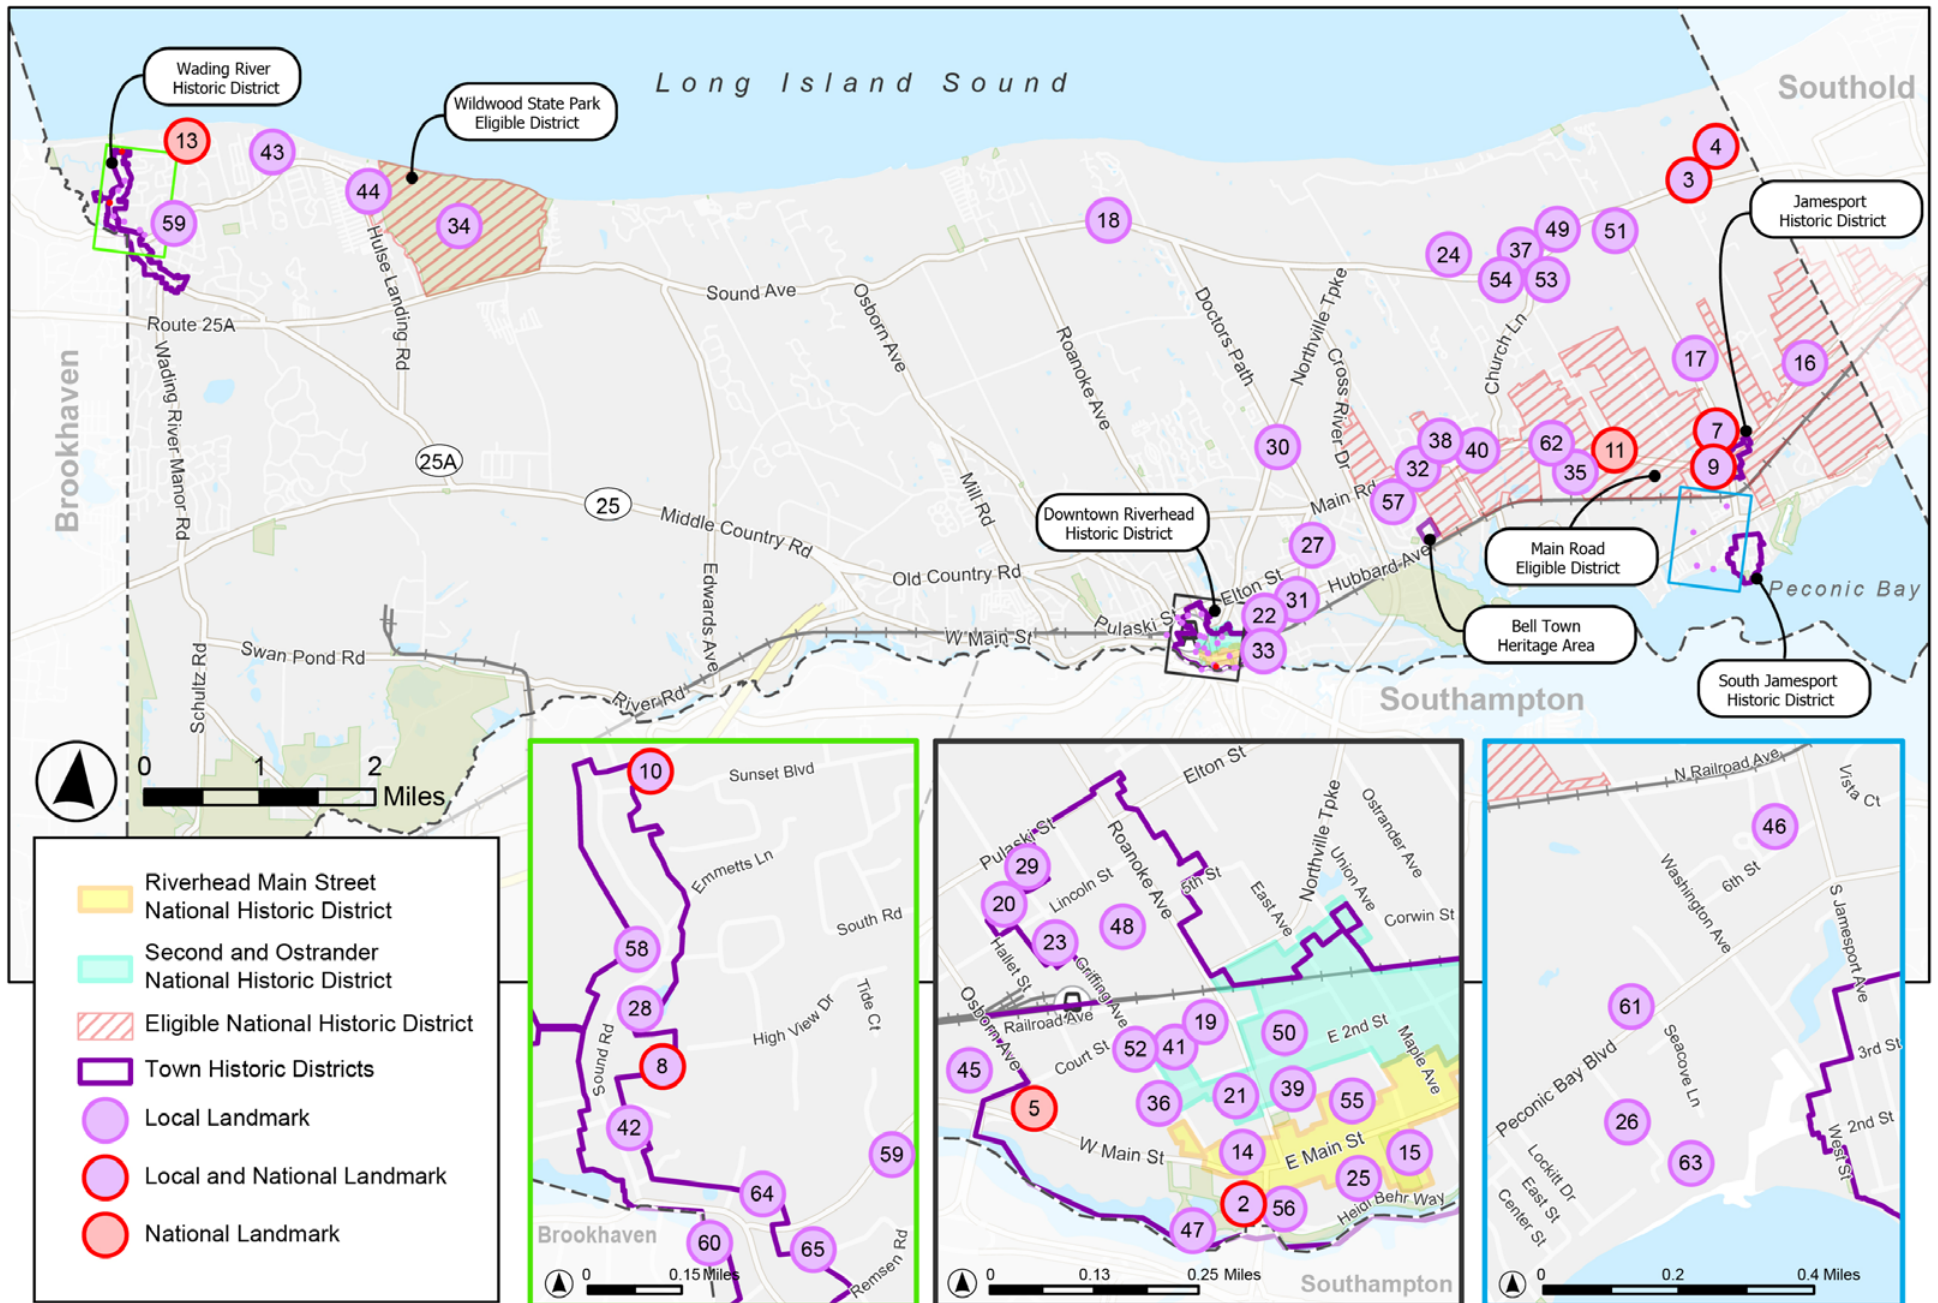 Long Island Sound
Southold
Wading River
Historic District
Wildwood State Park
Eligible District
13
43
44
34
59
18
4
3
Jamesport
Historic District
49
51
37
24
54
53
Hulse Landing Rd
Sound Ave
Osborn Ave
Doctors Path
Northville Tpke
Route 25A
Wading River Manor Rd
Brookhaven
Roanoke Ave
Cross River Dr
Church Ln
17
16
30
38
40
62
11
7
35
9
32
57
25A
25
Middle Country Rd
Mill Rd
Main Rd
Downtown Riverhead
Historic District
27
Old Country Rd
Edwards Ave
Elton St
Hubbard Ave
31
22
33
Main Road
Eligible District
Peconic Bay
Bell Town
Heritage Area
Pulaski St
W Main St
Swan Pond Rd
Schultz Rd
River Rd
Southampton
South Jamesport
Historic District
0 1 2
Miles
Riverhead Main Street
National Historic District
Second and Ostrander
National Historic District
Eligible National Historic District
Town Historic Districts
Local Landmark
Local and National Landmark
National Landmark
10
Sunset Blvd
Emmetts Ln
South Rd
58
28
High View Dr
Tide Ct
Sound Rd
8
42
59
64
Brookhaven
60
65
Remsen Rd
0 0.15 Miles
Elton St
Pulaski St
Roanoke Ave
Northville Tpke
Ostrander Ave
Union Ave
29
Lincoln St
5th St
East Ave
Corwin St
20
48
23
Hallet St
Griffing Ave
Osborn Ave
Railroad Ave
19
50
E 2nd St
Maple Ave
52
41
Court St
45
5
36
21
39
55
W Main St
14
E Main St
15
25
2
56
Heidi Behr Way
47
Southampton
0 0.13 0.25 Miles
N Railroad Ave
Vista Ct
46
6th St
Washington Ave
S Jamesport Ave
61
Seacove Ln
3rd St
Peconic Bay Blvd
26
2nd St
63
West St
Lockitt Dr
East St
Center St
0 0.2 0.4 Miles